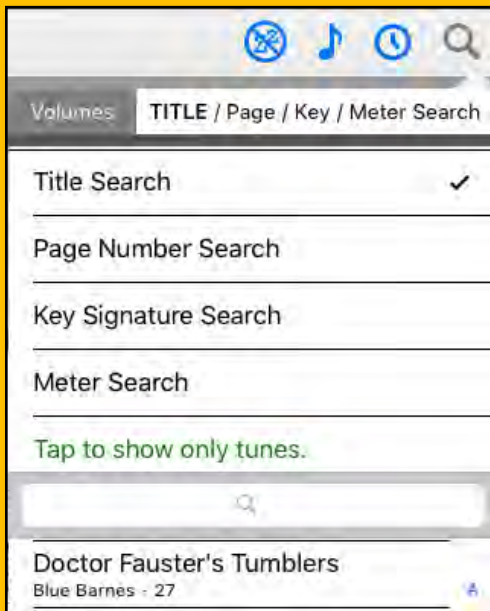 Volumes TITLE / Page / Key / Meter Search
Title Search
Page Number Search
Key Signature Search
Meter Search
Tap to show only tunes.
Doctor Fauster's Tumblers
Blue Barnes - 27